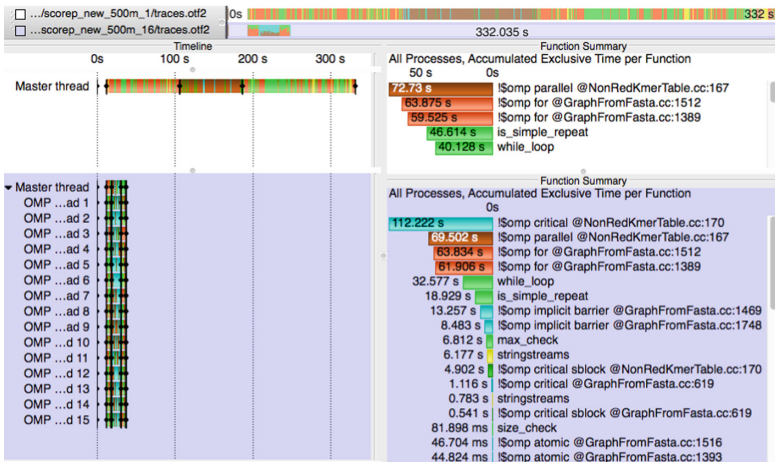 .../scorep_new_500m_1/traces.otf2
0s
332 s
...scorep_new_500m_16/traces.otf2
332.035 s
Timeline
0s 100 s 200 s 300 s
Master thread
Function Summary
All Processes, Accumulated Exclusive Time per Function
50 s 0s
72.73 s !$omp parallel @NonRedKmerTable.cc:167
63.875 s !$omp for @GraphFromFasta.cc:1512
59.525 s !$omp for @GraphFromFasta.cc:1389
46.614 s is_simple_repeat
40.128 s while_loop
Master thread
OMP ...ad 1
OMP ...ad 2
OMP ...ad 3
OMP ...ad 4
OMP ...ad 5
OMP ...ad 6
OMP ...ad 7
OMP ...ad 8
OMP ...ad 9
OMP ...d 10
OMP ...d 11
OMP ...d 12
OMP ...d 13
OMP ...d 14
OMP ...d 15
Function Summary
All Processes, Accumulated Exclusive Time per Function
0s
112.222 s !$omp critical @NonRedKmerTable.cc:170
69.502 s !$omp parallel @NonRedKmerTable.cc:167
63.834 s !$omp for @GraphFromFasta.cc:1512
61.906 s !$omp for @GraphFromFasta.cc:1389
32.577 s while_loop
18.929 s is_simple_repeat
13.257 s !$omp implicit barrier @GraphFromFasta.cc:1469
8.483 s !$omp implicit barrier @GraphFromFasta.cc:1748
6.812 s max_check
6.177 s stringstreams
4.902 s !$omp critical sblock @NonRedKmerTable.cc:170
1.116 s !$omp critical @GraphFromFasta.cc:619
0.783 s stringstreams
0.541 s !$omp critical sblock @GraphFromFasta.cc:619
81.898 ms size_check
46.704 ms !$omp atomic @GraphFromFasta.cc:1516
44.824 ms !$omp atomic @GraphFromFasta.cc:1393